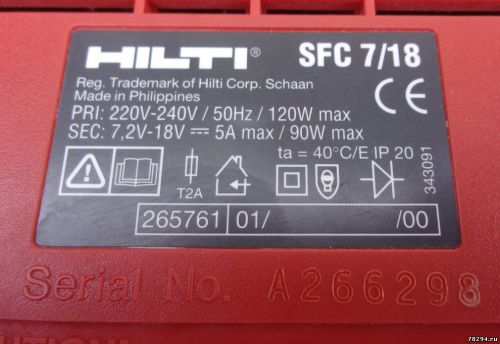 HILTI® SFC 7/18
Reg. Trademark of Hilti Corp. Schaan
Made in Philippines
CE
PRI: 220V-240V / 50Hz / 120W max
SEC: 7,2V-18V ⎓ 5A max / 90W max
ta = 40°C/E IP 20
T2A
343091
265761 01/ /00
Serial No. A266298
78294.ru